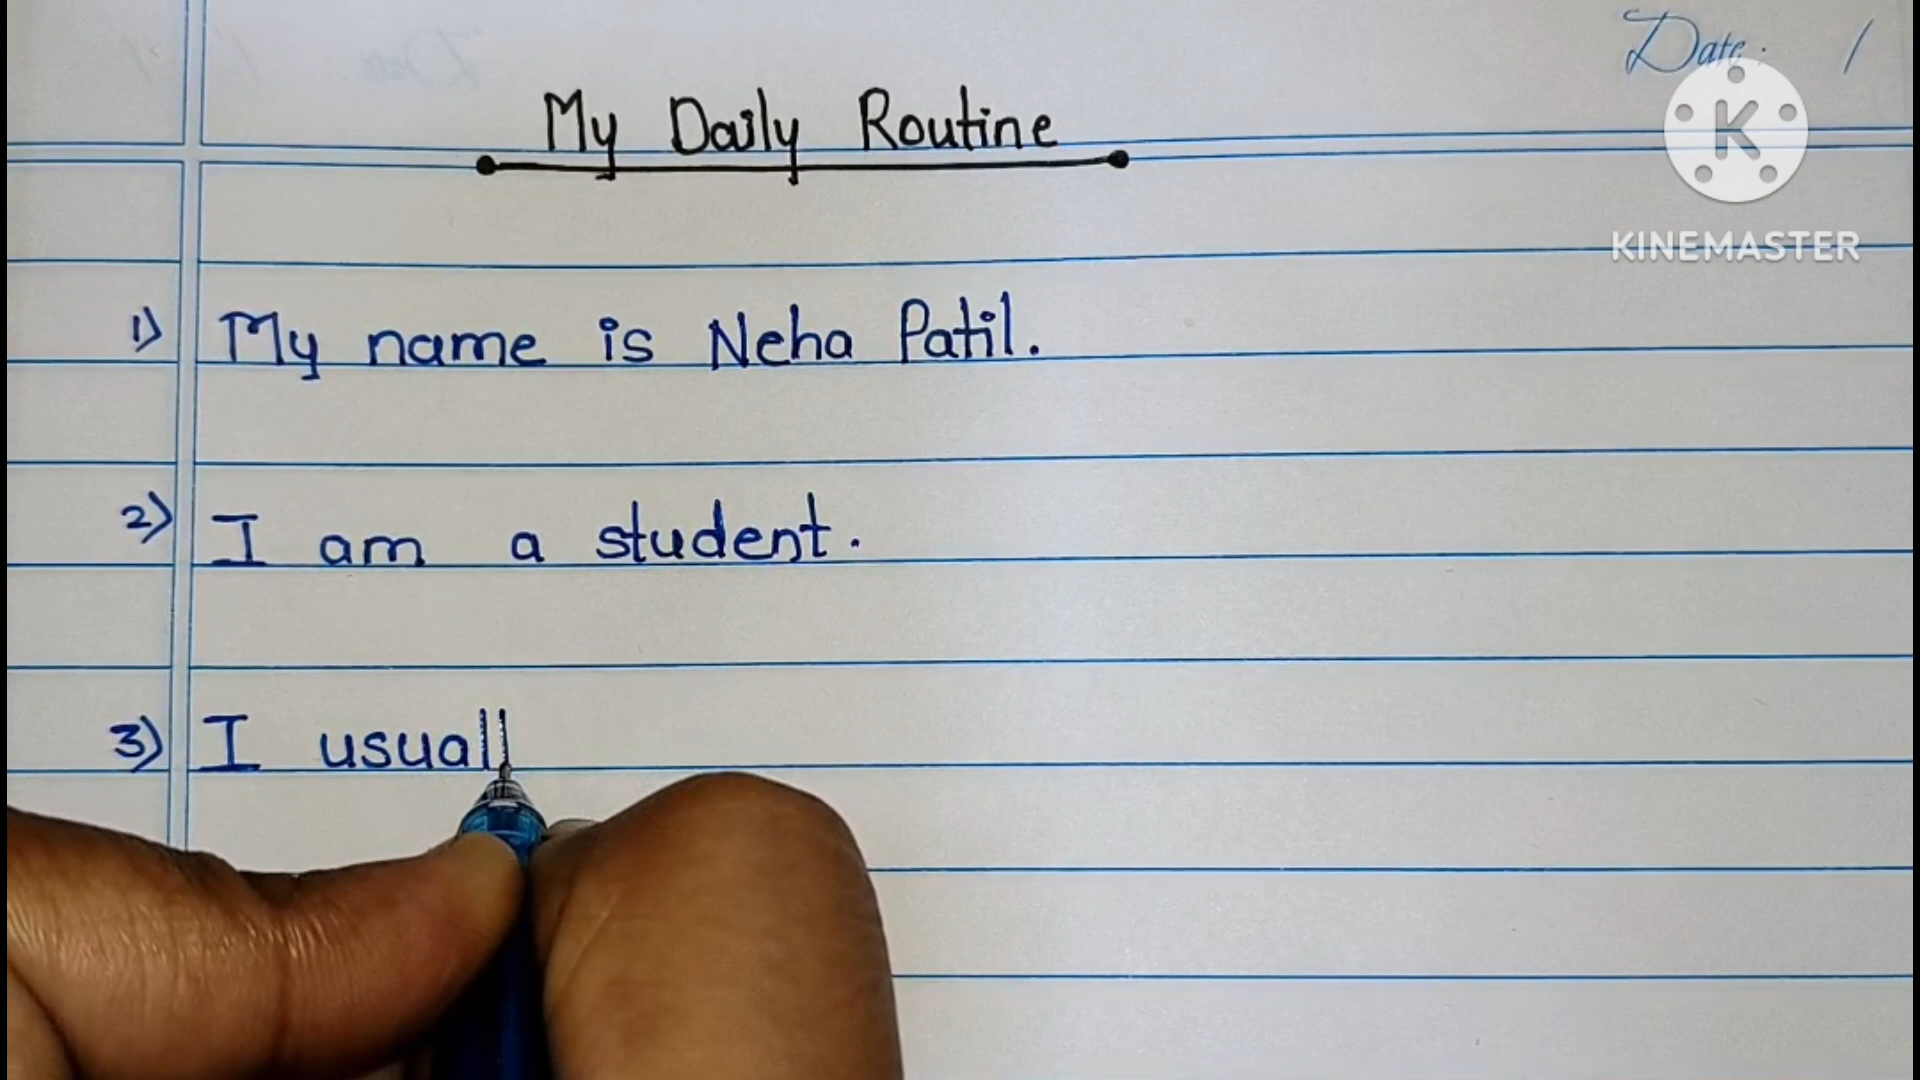 Date: /
My Daily Routine
KINEMASTER
1) My name is Neha Patil.
2) I am a student.
3) I usuall